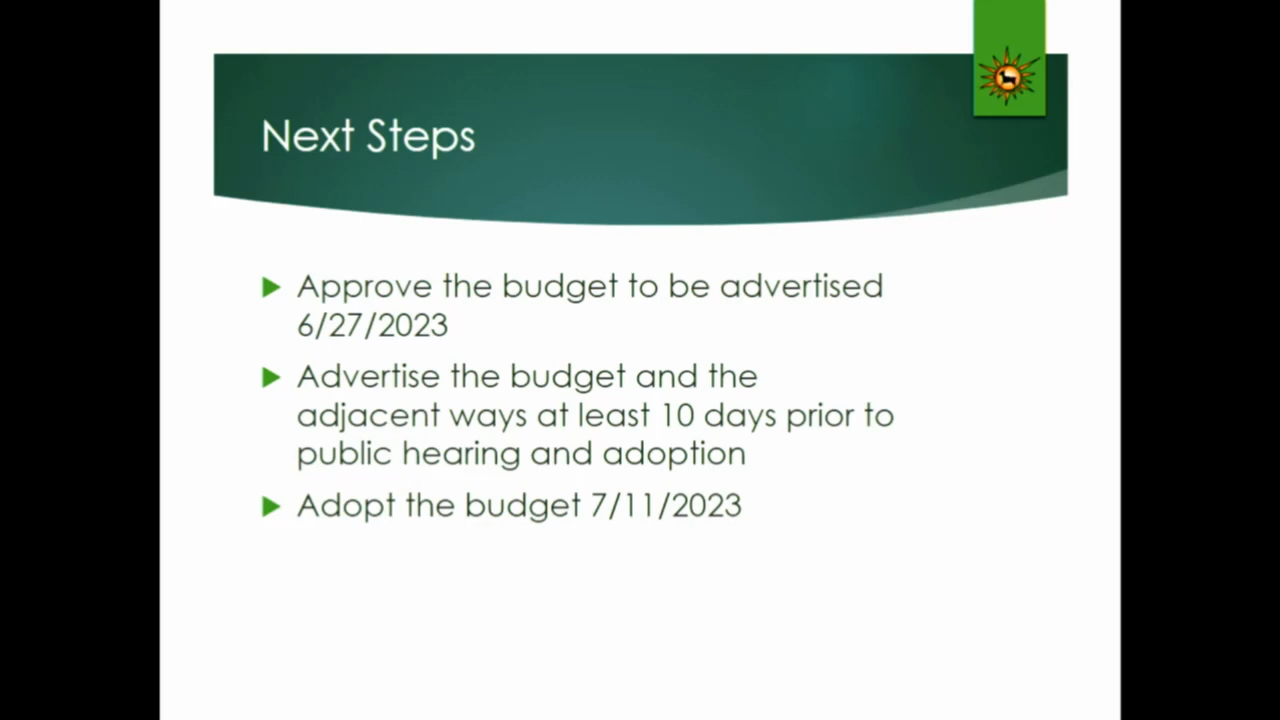 Next Steps
Approve the budget to be advertised
6/27/2023
Advertise the budget and the
adjacent ways at least 10 days prior to
public hearing and adoption
Adopt the budget 7/11/2023